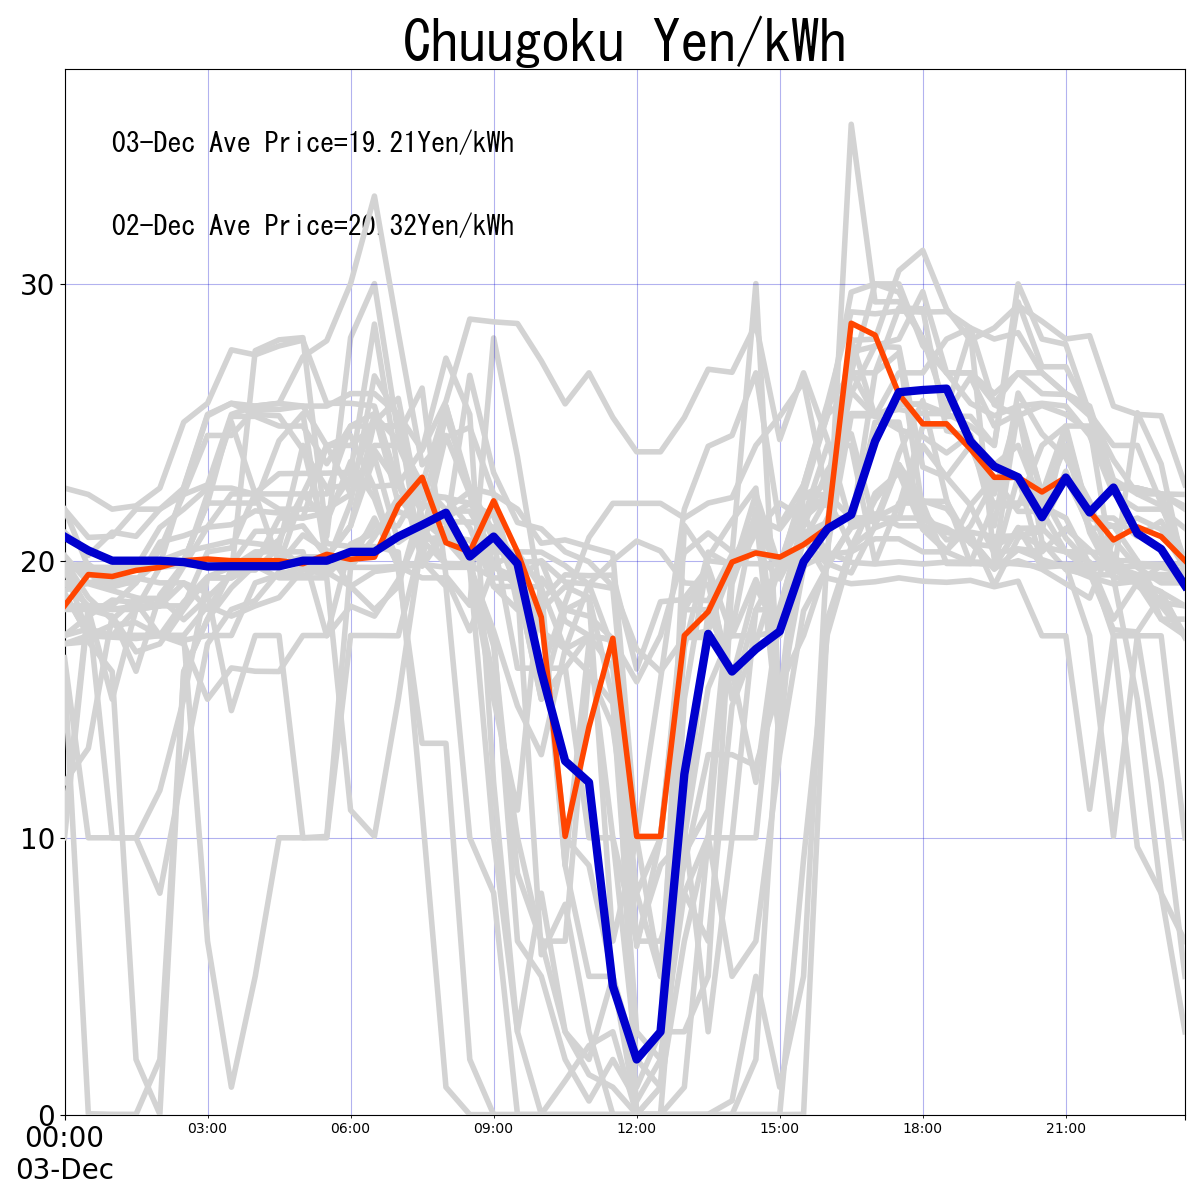 Chuugoku Yen/kWh
03-Dec Ave Price=19.21Yen/kWh
02-Dec Ave Price=20.32Yen/kWh
30
20
10
0
00:00 03:00 06:00 09:00 12:00 15:00 18:00 21:00
03-Dec